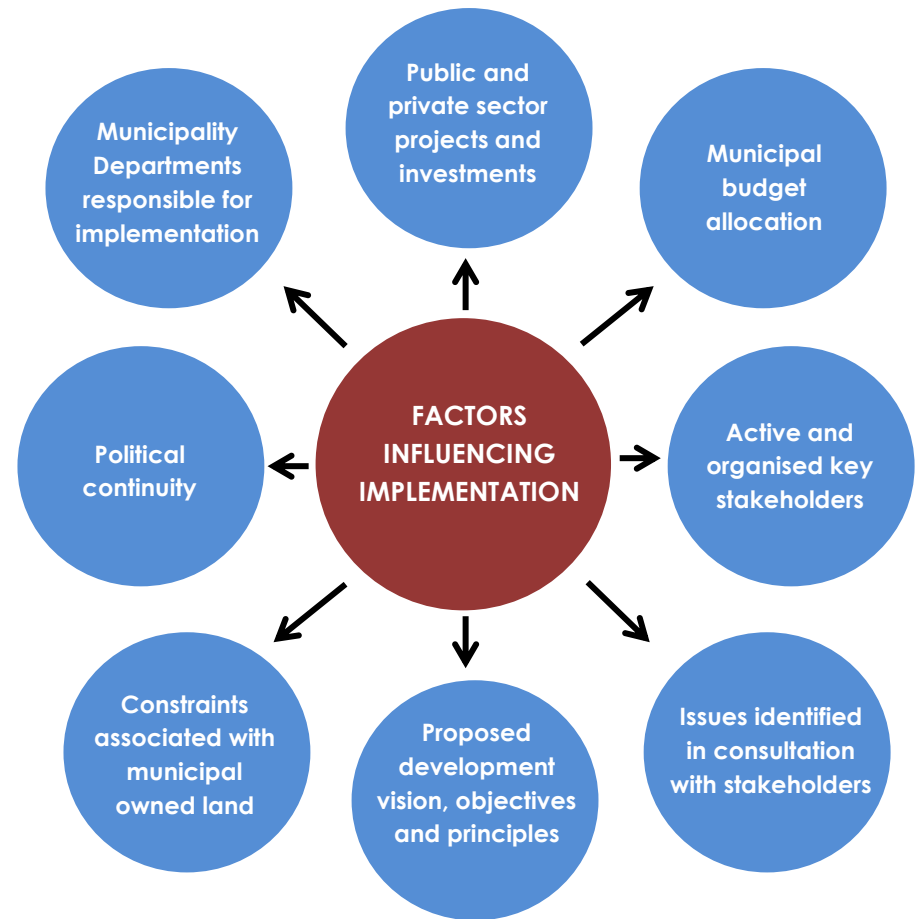 Public and
private sector
projects and
investments
Municipality
Departments
responsible for
implementation
Municipal
budget
allocation
FACTORS
INFLUENCING
IMPLEMENTATION
Political
continuity
Active and
organised key
stakeholders
Constraints
associated with
municipal
owned land
Proposed
development
vision, objectives
and principles
Issues identified
in consultation
with stakeholders